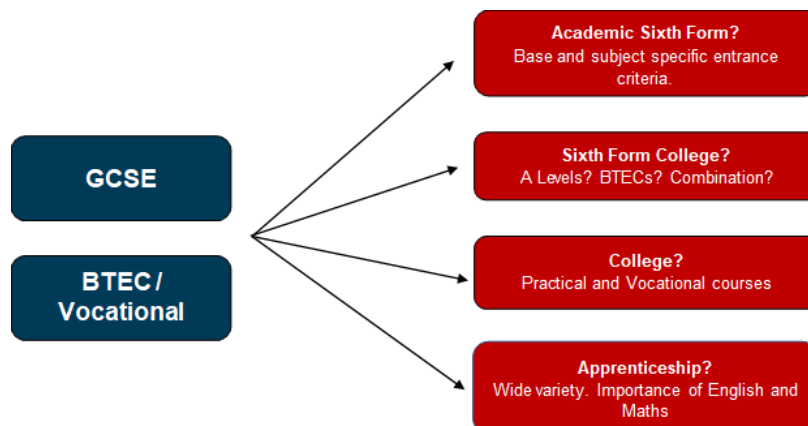 GCSE
BTEC /
Vocational
Academic Sixth Form?
Base and subject specific entrance
criteria.
Sixth Form College?
A Levels? BTECs? Combination?
College?
Practical and Vocational courses
Apprenticeship?
Wide variety. Importance of English and
Maths